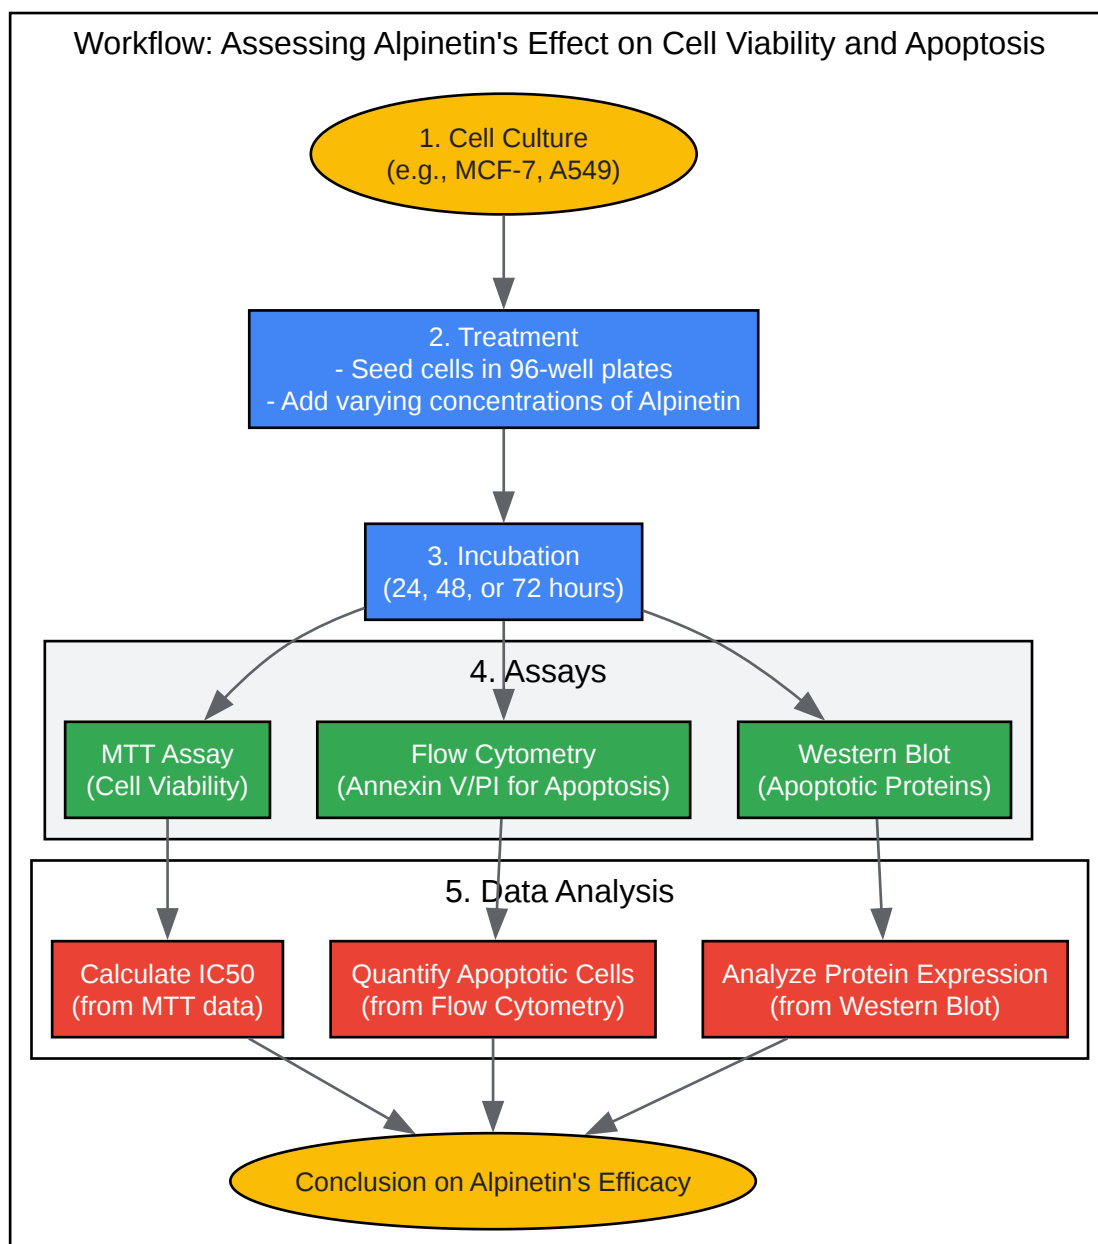 Workflow: Assessing Alpinetin's Effect on Cell Viability and Apoptosis
1. Cell Culture
(e.g., MCF-7, A549)
2. Treatment
- Seed cells in 96-well plates
- Add varying concentrations of Alpinetin
3. Incubation
(24, 48, or 72 hours)
4. Assays
MTT Assay
(Cell Viability)
Flow Cytometry
(Annexin V/PI for Apoptosis)
Western Blot
(Apoptotic Proteins)
5. Data Analysis
Calculate IC50
(from MTT data)
Quantify Apoptotic Cells
(from Flow Cytometry)
Analyze Protein Expression
(from Western Blot)
Conclusion on Alpinetin's Efficacy